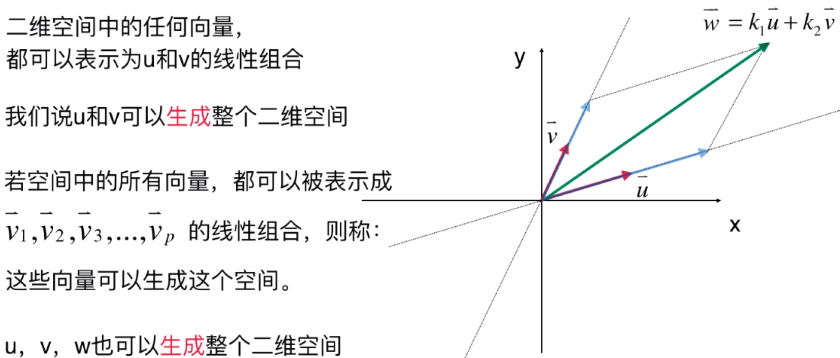 二维空间中的任何向量，
都可以表示为u和v的线性组合
我们说u和v可以生成整个二维空间
若空间中的所有向量，都可以被表示成
v⃗₁,v⃗₂,v⃗₃,...,v⃗ₚ 的线性组合，则称：
这些向量可以生成这个空间。
u，v，w也可以生成整个二维空间
w⃗ = k₁u⃗ + k₂v⃗
y
v⃗
u⃗
x